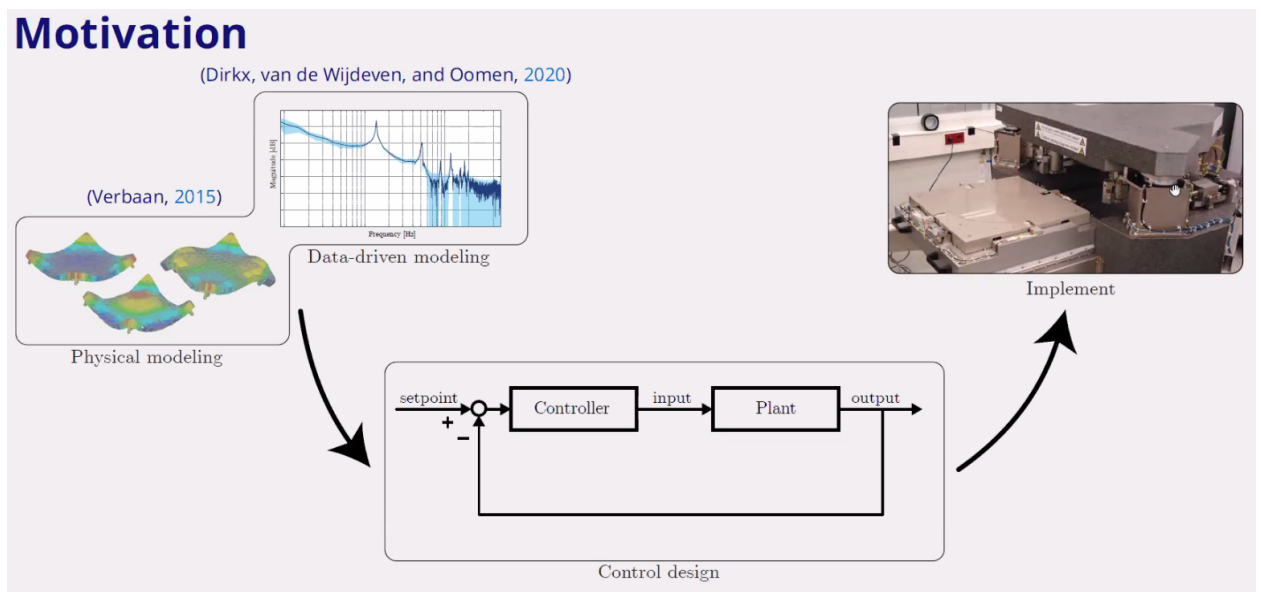 Motivation
(Dirkx, van de Wijdeven, and Oomen, 2020)
Magnitude [dB]
Frequency [Hz]
Data-driven modeling
(Verbaan, 2015)
Physical modeling
setpoint
+
−
Controller
input
Plant
output
Control design
Implement